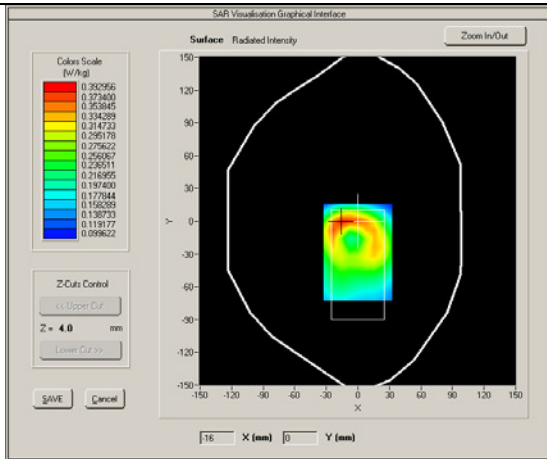 SAR Visualisation Graphical Interface
Surface Radiated Intensity
Zoom In/Out
Colors Scale
(W/kg)
0.392956
0.373400
0.353845
0.334289
0.314733
0.295178
0.275622
0.256067
0.236511
0.216955
0.197400
0.177844
0.158289
0.138733
0.119177
0.099622
Z-Cuts Control
<< Upper Cut
Z = 4.0 mm
Lower Cut >>
SAVE Cancel
150
120
90
60
30
0
-30
-60
-90
-120
-150
Y
-150 -120 -90 -60 -30 0 30 60 90 120 150
X
-16 X (mm) 0 Y (mm)